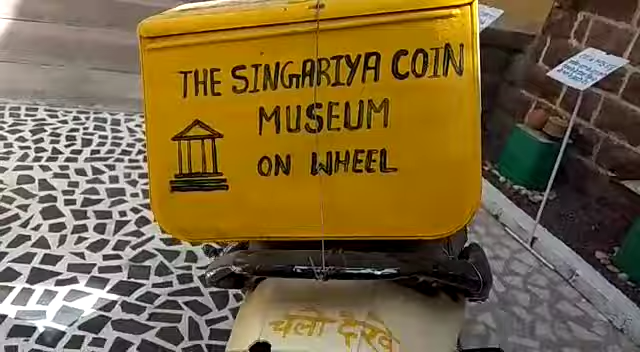 THE SINGARIYA COIN
MUSEUM
ON WHEEL
चलो देखे